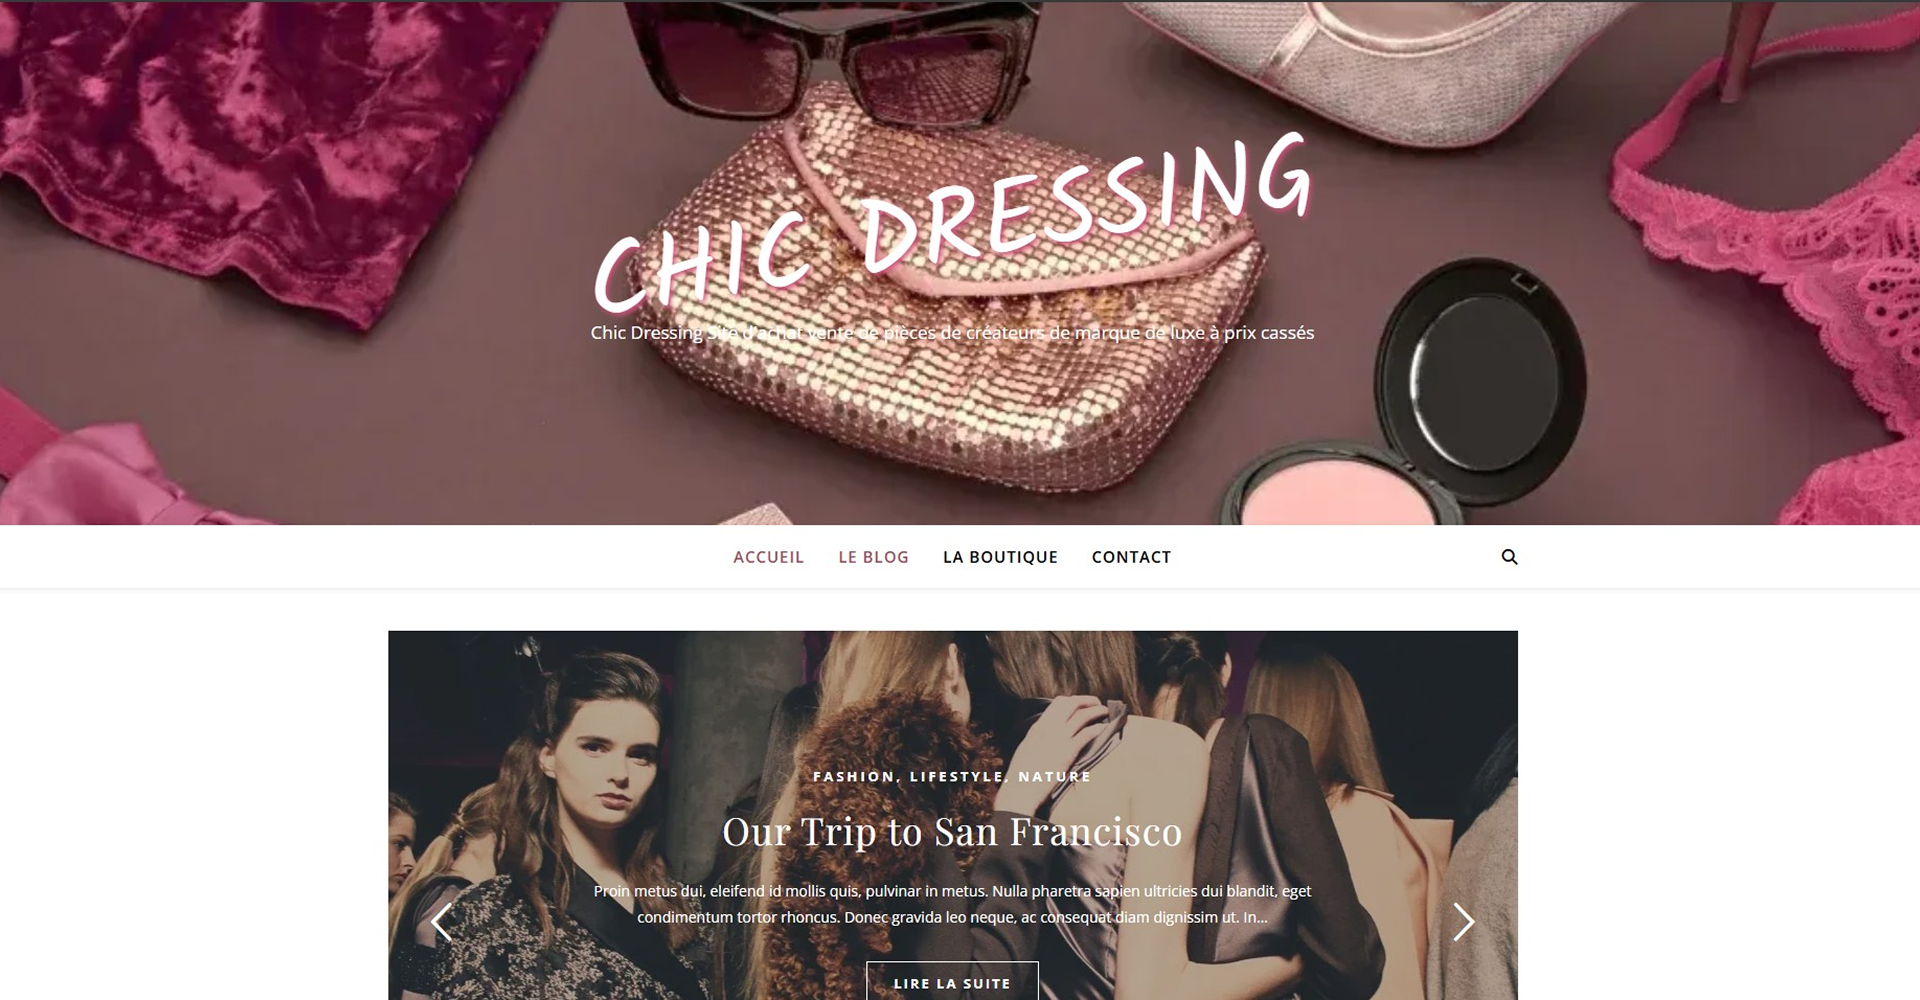 CHIC DRESSING
Chic Dressing Site d'achat vente de pièces de créateurs de marque de luxe à prix cassés
ACCUEIL LE BLOG LA BOUTIQUE CONTACT
FASHION, LIFESTYLE, NATURE
Our Trip to San Francisco
Proin metus dui, eleifend id mollis quis, pulvinar in metus. Nulla pharetra sapien ultricies dui blandit, eget
condimentum tortor rhoncus. Donec gravida leo neque, ac consequat diam dignissim ut. In...
LIRE LA SUITE